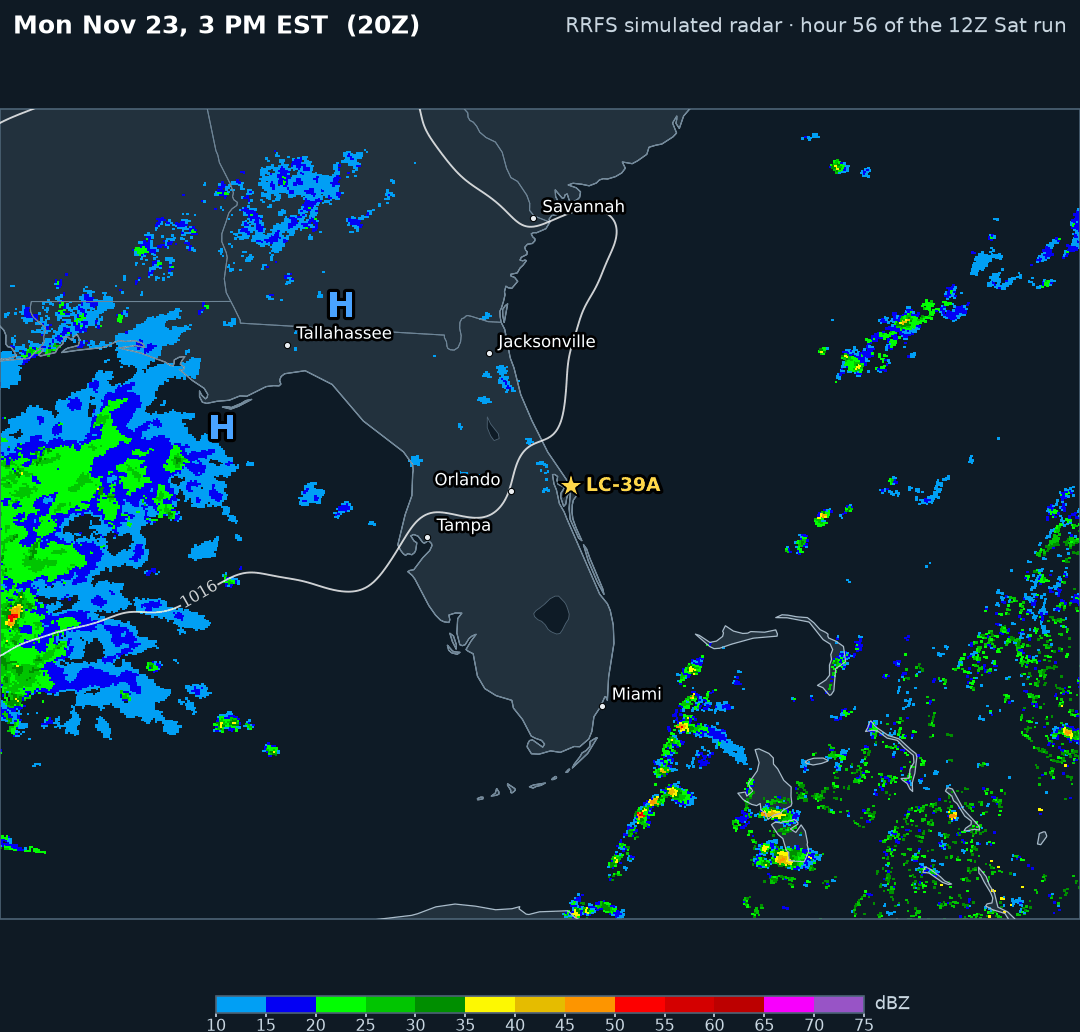 Mon Nov 23, 3 PM EST (20Z)
RRFS simulated radar · hour 56 of the 12Z Sat run
Savannah
H
Tallahassee
Jacksonville
H
Orlando
LC-39A
Tampa
1016
Miami
dBZ
10 15 20 25 30 35 40 45 50 55 60 65 70 75